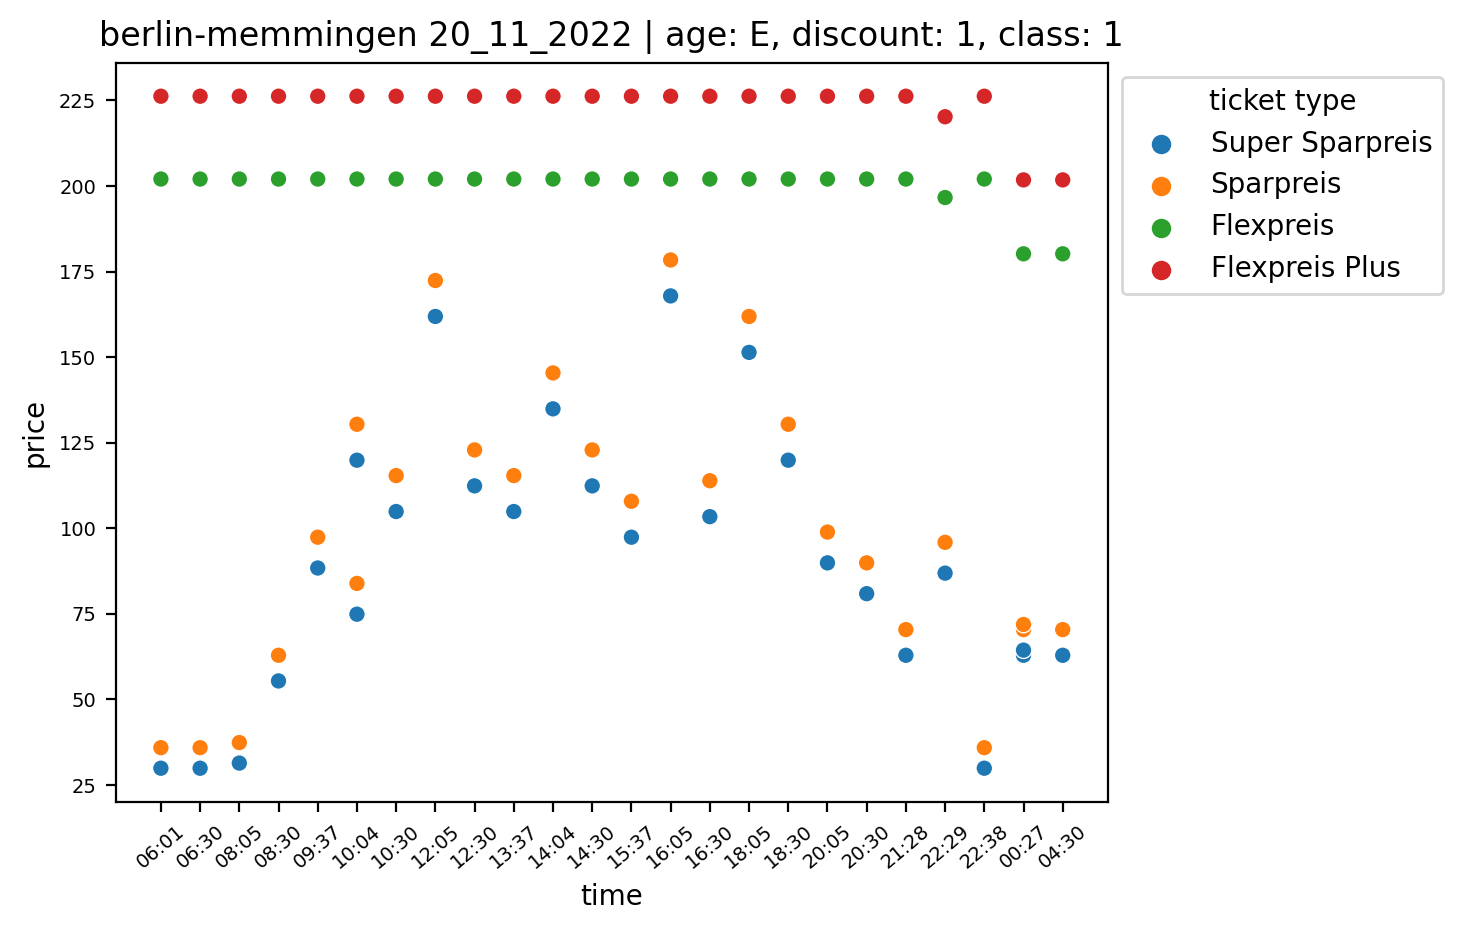 berlin-memmingen 20_11_2022 | age: E, discount: 1, class: 1
ticket type
Super Sparpreis
Sparpreis
Flexpreis
Flexpreis Plus
price
225
200
175
150
125
100
75
50
25
06:01 06:30 08:05 08:30 09:37 10:04 10:30 12:05 12:30 13:37 14:04 14:30 15:37 16:05 16:30 18:05 18:30 20:05 20:30 21:28 22:29 22:38 00:27 04:30
time